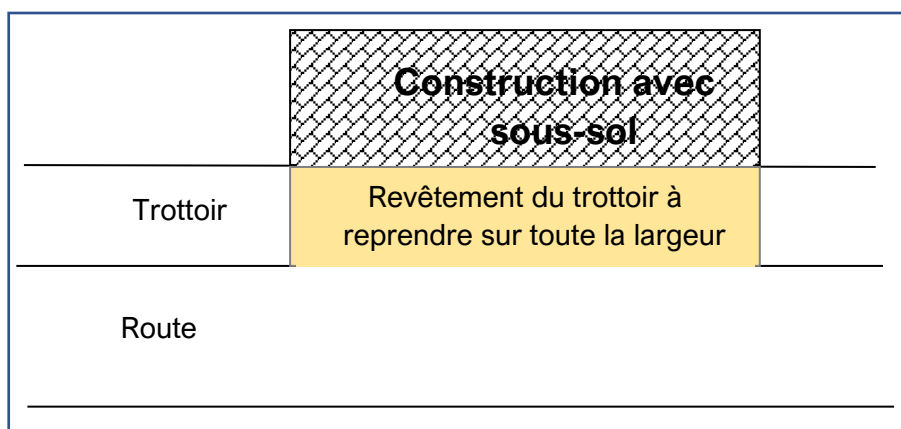 Construction avec
sous-sol
Trottoir
Revêtement du trottoir à
reprendre sur toute la largeur
Route